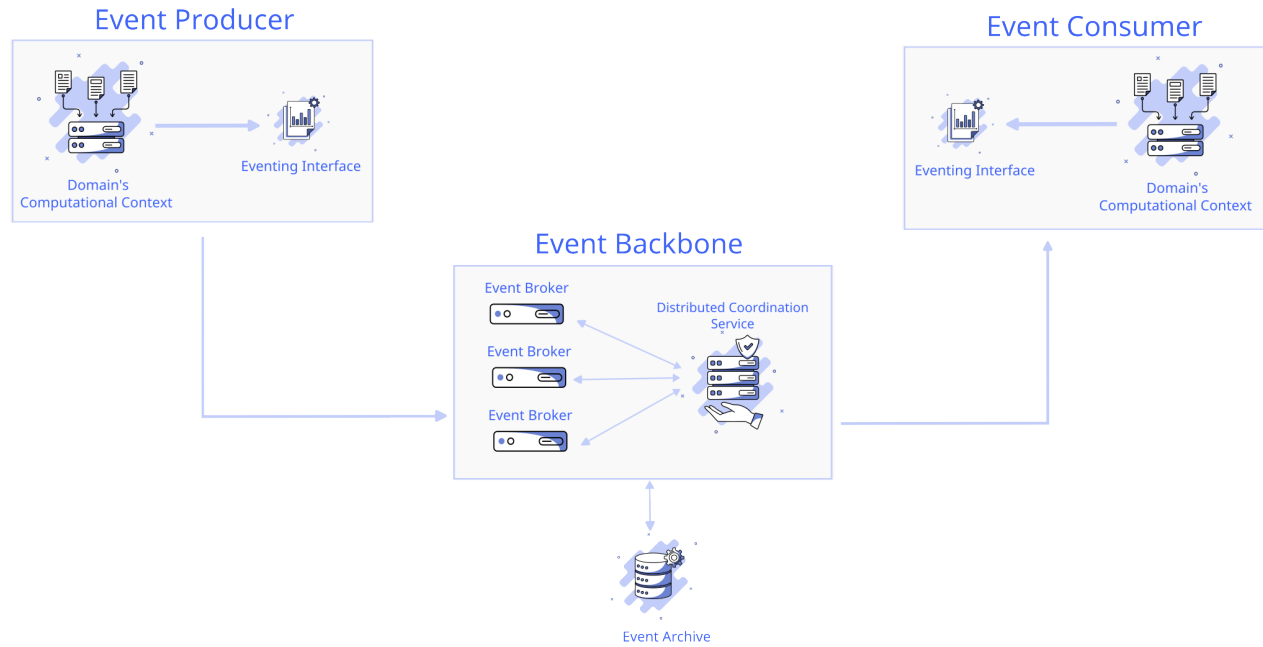 Event Producer
Eventing Interface
Domain's
Computational Context
Event Consumer
Eventing Interface
Domain's
Computational Context
Event Backbone
Event Broker
Distributed Coordination
Service
Event Broker
Event Broker
Event Archive